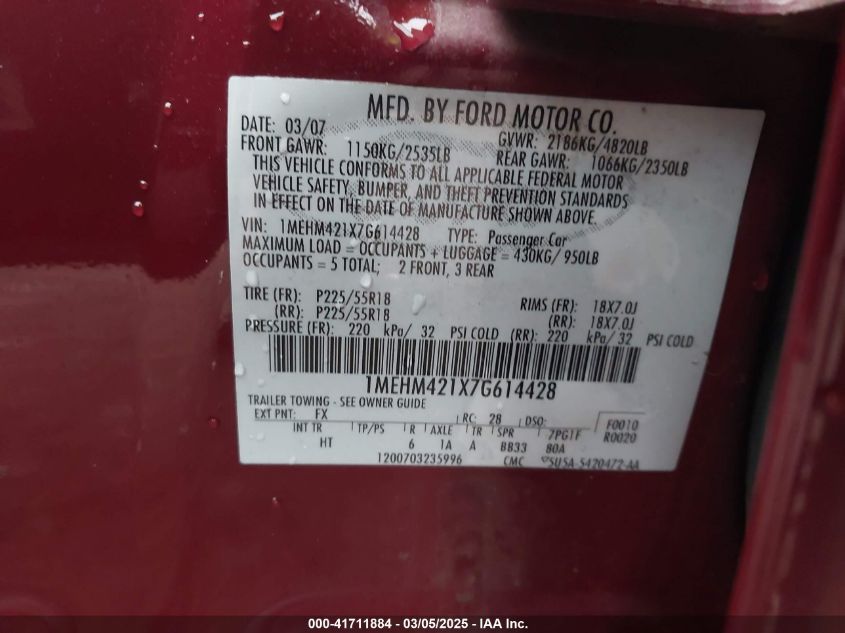 MFD. BY FORD MOTOR CO.
DATE: 03/07 GVWR: 2186KG/4820LB
FRONT GAWR: 1150KG/2535LB REAR GAWR: 1066KG/2350LB
THIS VEHICLE CONFORMS TO ALL APPLICABLE FEDERAL MOTOR
VEHICLE SAFETY, BUMPER, AND THEFT PREVENTION STANDARDS
IN EFFECT ON THE DATE OF MANUFACTURE SHOWN ABOVE.
VIN: 1MEHM421X7G614428 TYPE: Passenger Car
MAXIMUM LOAD = OCCUPANTS + LUGGAGE = 430KG/ 950LB
OCCUPANTS = 5 TOTAL; 2 FRONT, 3 REAR
TIRE (FR): P225/55R18 RIMS (FR): 18X7.0J
(RR): P225/55R18 (RR): 18X7.0J
PRESSURE (FR): 220 kPa/ 32 PSI COLD (RR): 220 kPa/ 32 PSI COLD
1MEHM421X7G614428
TRAILER TOWING - SEE OWNER GUIDE
EXT PNT: FX RC: 28 DSO: F0010
INT TR TP/PS R AXLE TR SPR 7PGTF R0020
HT 6 1A A BB33 80A
1200703235996 CMC 5U5A-5420472-AA
000-41711884 - 03/05/2025 - IAA Inc.